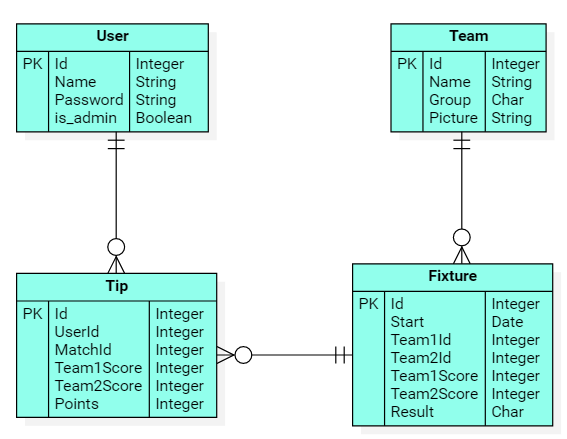 User
PK Id Integer
Name String
Password String
is_admin Boolean
Team
PK Id Integer
Name String
Group Char
Picture String
Tip
PK Id Integer
UserId Integer
MatchId Integer
Team1Score Integer
Team2Score Integer
Points Integer
Fixture
PK Id Integer
Start Date
Team1Id Integer
Team2Id Integer
Team1Score Integer
Team2Score Integer
Result Char